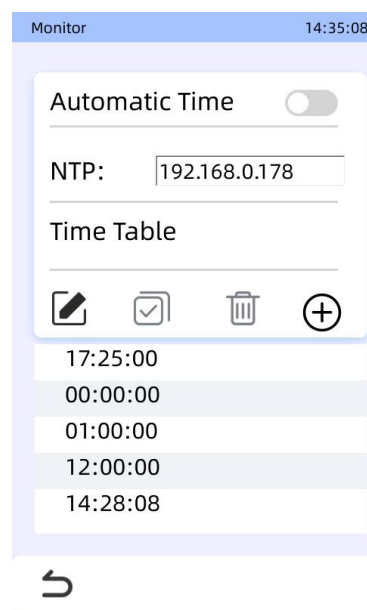 Monitor 14:35:08
Automatic Time
NTP: 192.168.0.178
Time Table
17:25:00
00:00:00
01:00:00
12:00:00
14:28:08